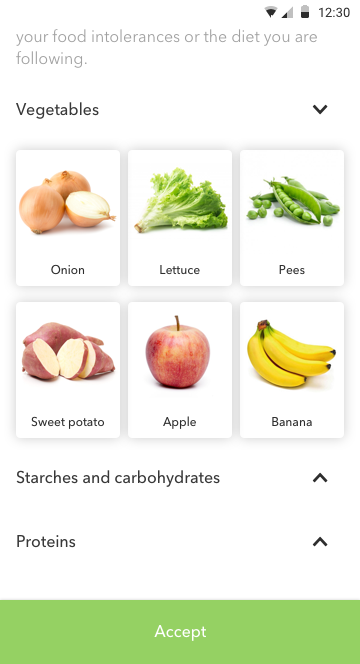 12:30
your food intolerances or the diet you are
following.
Vegetables
Onion
Lettuce
Pees
Sweet potato
Apple
Banana
Starches and carbohydrates
Proteins
Accept